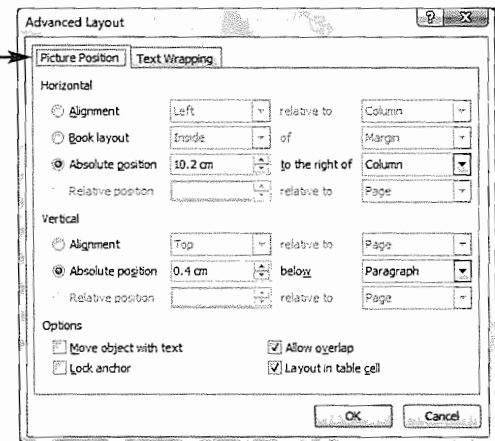 Advanced Layout
Picture Position Text Wrapping
Horizontal
Alignment Left relative to Column
Book layout Inside of Margin
Absolute position 10.2 cm to the right of Column
Relative position relative to Page
Vertical
Alignment Top relative to Page
Absolute position 0.4 cm below Paragraph
Relative position relative to Page
Options
Move object with text Allow overlap
Lock anchor Layout in table cell
OK Cancel